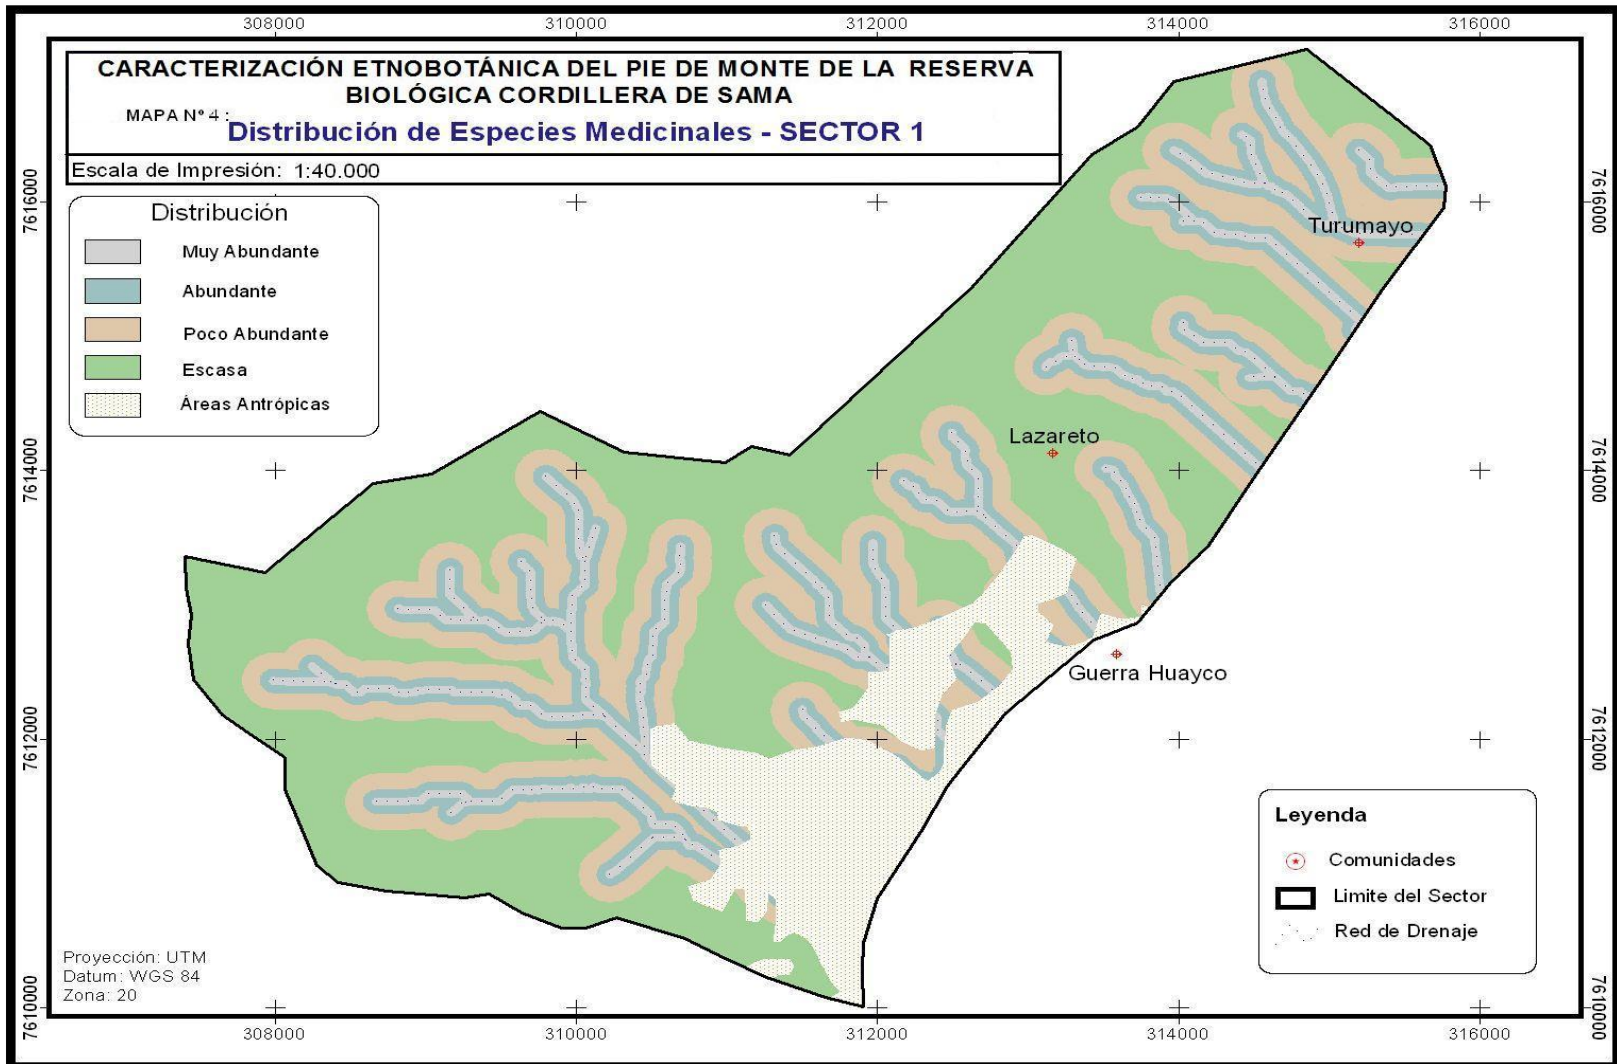 308000 310000 312000 314000 316000
CARACTERIZACIÓN ETNOBOTÁNICA DEL PIE DE MONTE DE LA RESERVA
BIOLÓGICA CORDILLERA DE SAMA
MAPA Nº 4 :
Distribución de Especies Medicinales - SECTOR 1
Escala de Impresión: 1:40.000
Distribución
Muy Abundante
Abundante
Poco Abundante
Escasa
Áreas Antrópicas
7616000
7614000
7612000
7610000
Turumayo
Lazareto
Guerra Huayco
7616000
7614000
7612000
7610000
Leyenda
Comunidades
Limite del Sector
Red de Drenaje
Proyección: UTM
Datum: WGS 84
Zona: 20
308000 310000 312000 314000 316000